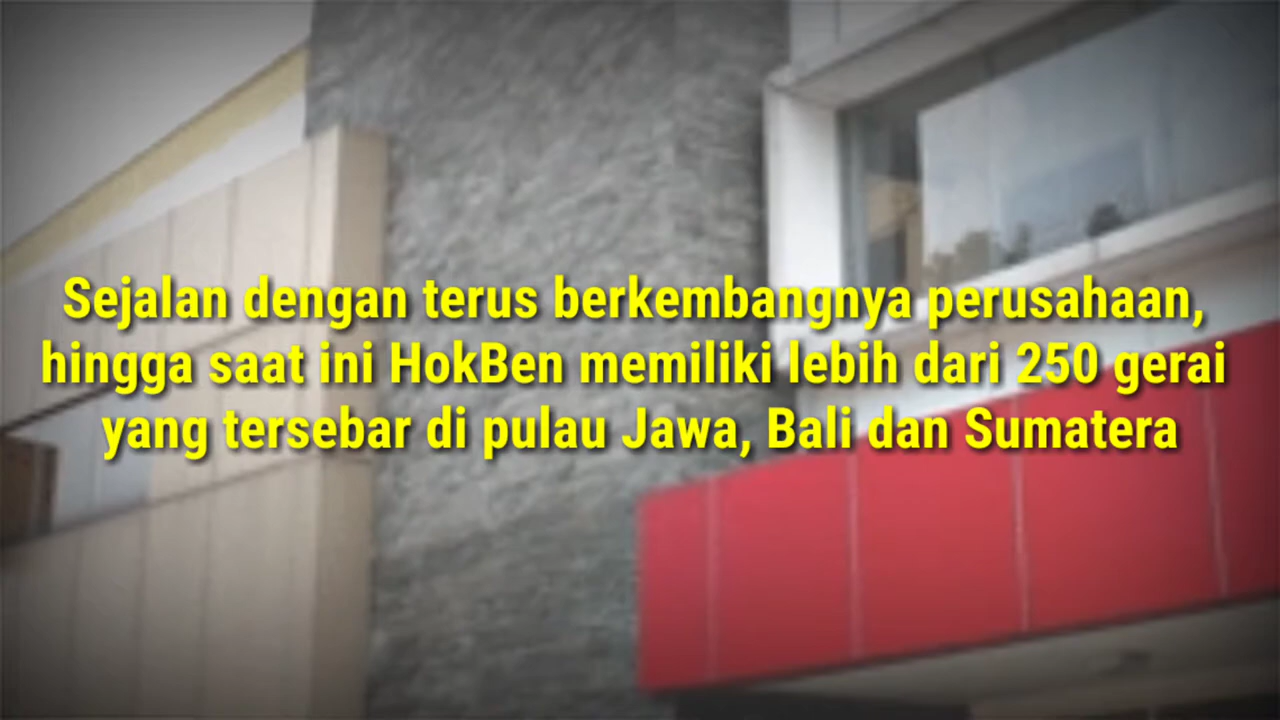 Sejalan dengan terus berkembangnya perusahaan,
hingga saat ini HokBen memiliki lebih dari 250 gerai
yang tersebar di pulau Jawa, Bali dan Sumatera